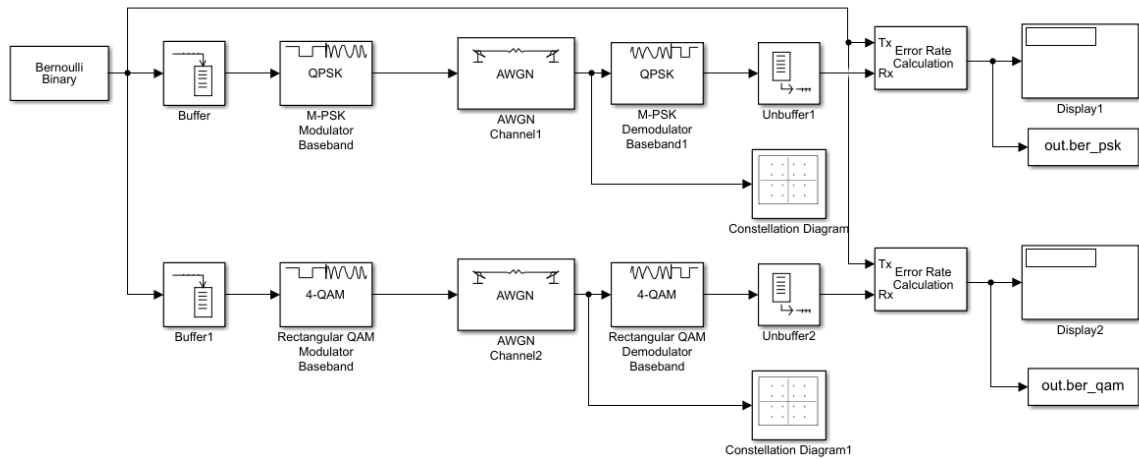 Bernoulli
Binary
Buffer
QPSK
M-PSK
Modulator
Baseband
AWGN
AWGN
Channel1
QPSK
M-PSK
Demodulator
Baseband1
Unbuffer1
Tx
Rx
Error Rate
Calculation
Display1
out.ber_psk
Constellation Diagram
Buffer1
4-QAM
Rectangular QAM
Modulator
Baseband
AWGN
AWGN
Channel2
4-QAM
Rectangular QAM
Demodulator
Baseband
Unbuffer2
Tx
Rx
Error Rate
Calculation
Display2
out.ber_qam
Constellation Diagram1